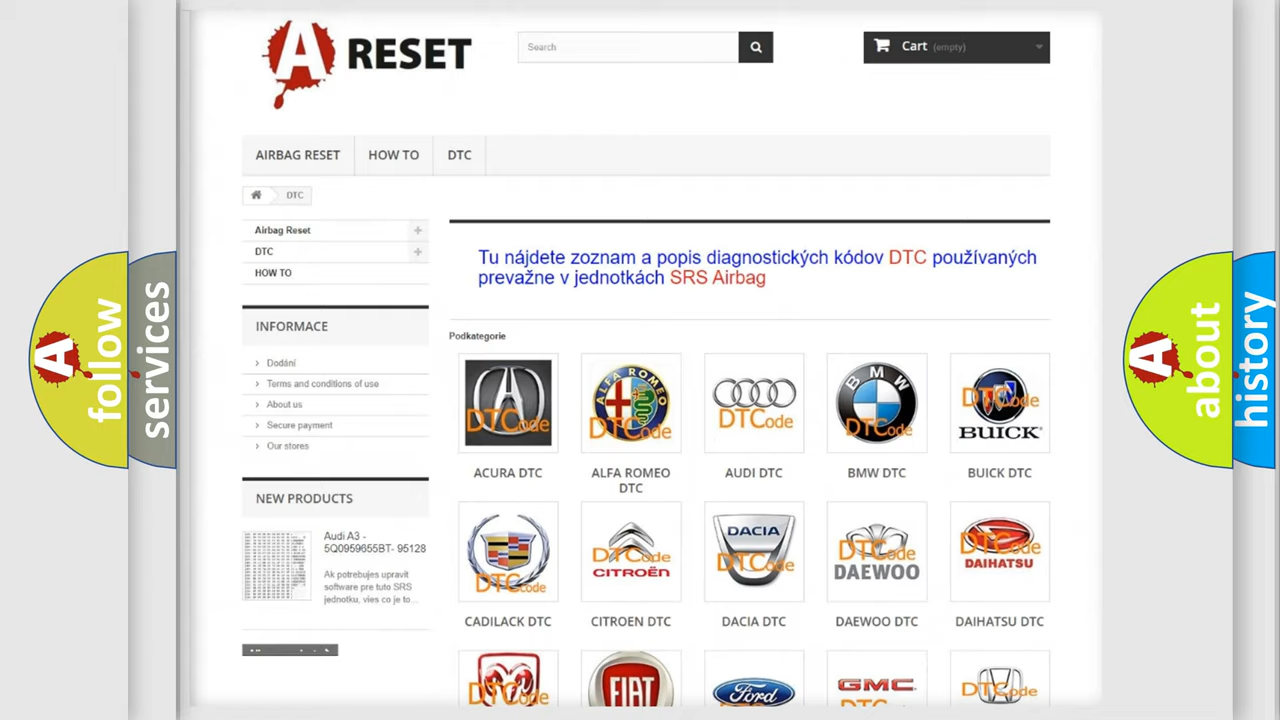 A RESET
Search
Cart (empty)
AIRBAG RESET
HOW TO
DTC
DTC
Airbag Reset
DTC
HOW TO
Tu nájdete zoznam a popis diagnostických kódov DTC používaných
prevažne v jednotkách SRS Airbag
INFORMACE
Dodání
Terms and conditions of use
About us
Secure payment
Our stores
NEW PRODUCTS
Audi A3 -
5Q0959655BT- 95128
Ak potrebujes upravit
software pre tuto SRS
jednotku, vies co je to...
Podkategorie
DTCode
ALFA ROMEO
DTCode
DTCode
BMW
DTCode
DTCode
BUICK
ACURA DTC
ALFA ROMEO
DTC
AUDI DTC
BMW DTC
BUICK DTC
DTCode
DTCode
CITROËN
DACIA
DTCode
DTCode
DAEWOO
DTCode
DAIHATSU
CADILACK DTC
CITROEN DTC
DACIA DTC
DAEWOO DTC
DAIHATSU DTC
DTCode
FIAT
Ford
GMC
DTCode
A follow
services
A about
history